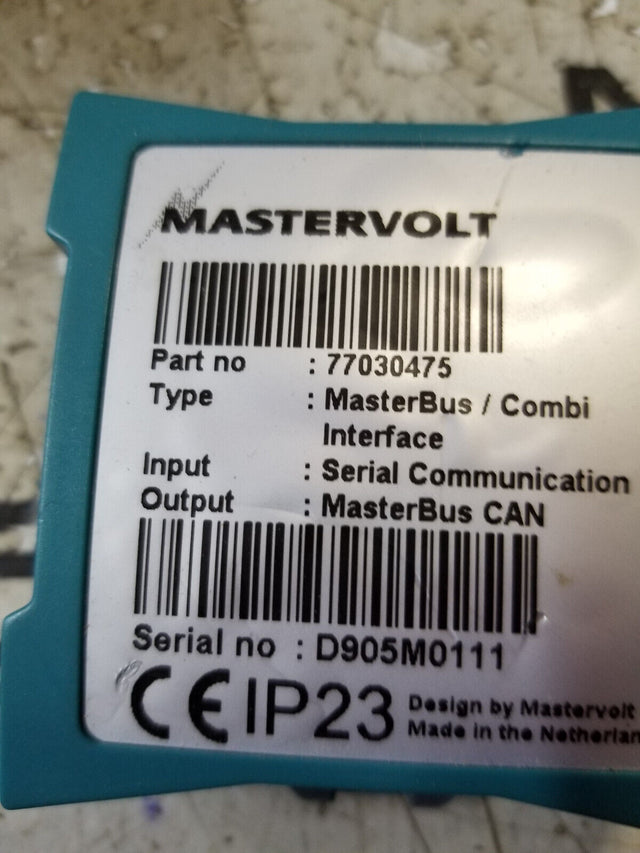 MASTERVOLT
Part no : 77030475
Type : MasterBus / Combi
Interface
Input : Serial Communication
Output : MasterBus CAN
Serial no : D905M0111
CE IP23
Design by Mastervolt
Made in the Netherlan